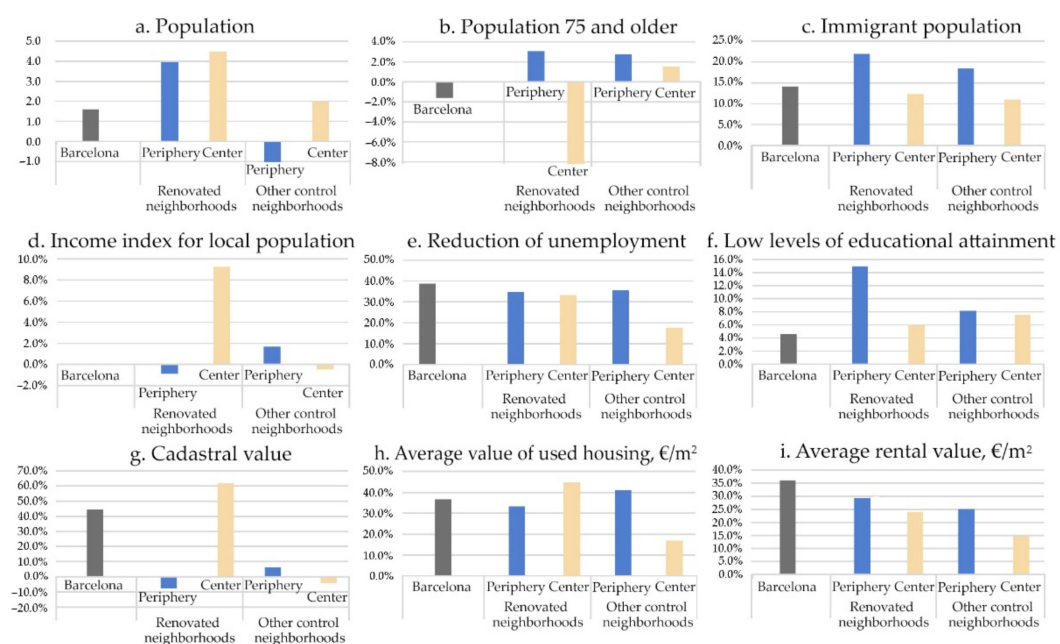 a. Population
5.0
4.0
3.0
2.0
1.0
0.0
−1.0
Barcelona
Periphery
Center
Periphery
Center
Renovated
neighborhoods
Other control
neighborhoods
b. Population 75 and older
4.0%
2.0%
0.0%
−2.0%
−4.0%
−6.0%
−8.0%
Barcelona
Periphery
Center
Periphery
Center
Renovated
neighborhoods
Other control
neighborhoods
c. Immigrant population
25.0%
20.0%
15.0%
10.0%
5.0%
0.0%
Barcelona
Periphery
Center
Periphery
Center
Renovated
neighborhoods
Other control
neighborhoods
d. Income index for local population
10.0%
8.0%
6.0%
4.0%
2.0%
0.0%
−2.0%
Barcelona
Periphery
Center
Periphery
Center
Renovated
neighborhoods
Other control
neighborhoods
e. Reduction of unemployment
50.0%
40.0%
30.0%
20.0%
10.0%
0.0%
Barcelona
Periphery
Center
Periphery
Center
Renovated
neighborhoods
Other control
neighborhoods
f. Low levels of educational attainment
16.0%
14.0%
12.0%
10.0%
8.0%
6.0%
4.0%
2.0%
0.0%
Barcelona
Periphery
Center
Periphery
Center
Renovated
neighborhoods
Other control
neighborhoods
g. Cadastral value
70.0%
60.0%
50.0%
40.0%
30.0%
20.0%
10.0%
0.0%
−10.0%
−20.0%
Barcelona
Periphery
Center
Periphery
Center
Renovated
neighborhoods
Other control
neighborhoods
h. Average value of used housing, €/m²
50.0%
40.0%
30.0%
20.0%
10.0%
0.0%
Barcelona
Periphery
Center
Periphery
Center
Renovated
neighborhoods
Other control
neighborhoods
i. Average rental value, €/m²
40.0%
35.0%
30.0%
25.0%
20.0%
15.0%
10.0%
5.0%
0.0%
Barcelona
Periphery
Center
Periphery
Center
Renovated
neighborhoods
Other control
neighborhoods